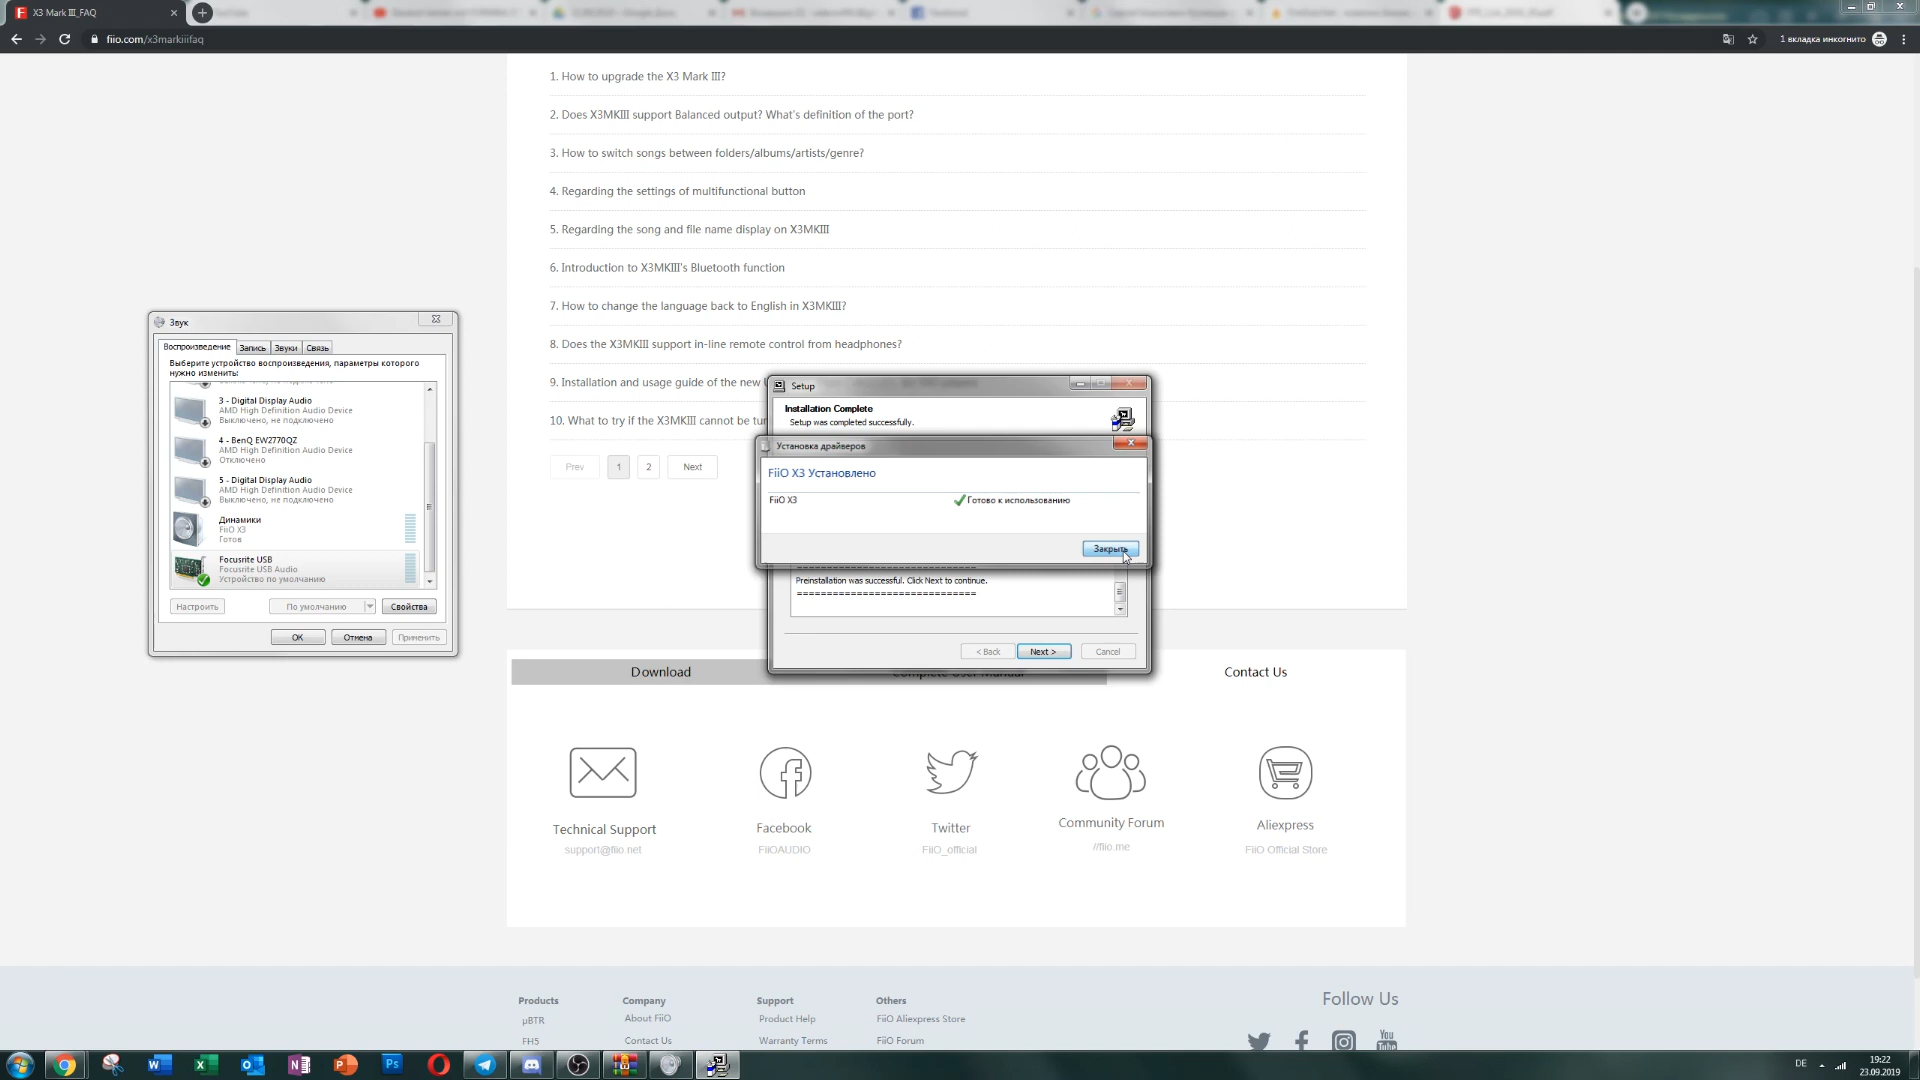 X3 Mark III_FAQ
fiio.com/x3markiiifaq
1 вкладка инкогнито
1. How to upgrade the X3 Mark III?
2. Does X3MKIII support Balanced output? What's definition of the port?
3. How to switch songs between folders/albums/artists/genre?
4. Regarding the settings of multifunctional button
5. Regarding the song and file name display on X3MKIII
6. Introduction to X3MKIII's Bluetooth function
7. How to change the language back to English in X3MKIII?
8. Does the X3MKIII support in-line remote control from headphones?
9. Installation and usage guide of the new
10. What to try if the X3MKIII cannot be
Prev 1 2 Next
Звук
Воспроизведение Запись Звуки Связь
Выберите устройство воспроизведения, параметры которого
нужно изменить:
3 - Digital Display Audio
AMD High Definition Audio Device
Выключено, не подключено
4 - BenQ EW2770QZ
AMD High Definition Audio Device
Отключено
5 - Digital Display Audio
AMD High Definition Audio Device
Выключено, не подключено
Динамики
FiiO X3
Готов
Focusrite USB
Focusrite USB Audio
Устройство по умолчанию
Настроить По умолчанию Свойства
ОК Отмена Применить
Setup
Installation Complete
Setup was completed successfully.
Установка драйверов
FiiO X3 Установлено
FiiO X3 Готово к использованию
Закрыть
Preinstallation was successful. Click Next to continue.
==============================
< Back Next > Cancel
Download Complete User Manual Contact Us
Technical Support
support@fiio.net
Facebook
FiiOAUDIO
Twitter
FiiO_official
Community Forum
//fiio.me
Aliexpress
FiiO Official Store
Products
µBTR
FH5
Company
About FiiO
Contact Us
Support
Product Help
Warranty Terms
Others
FiiO Aliexpress Store
FiiO Forum
Follow Us
You
Tube
DE
19:22
23.09.2019